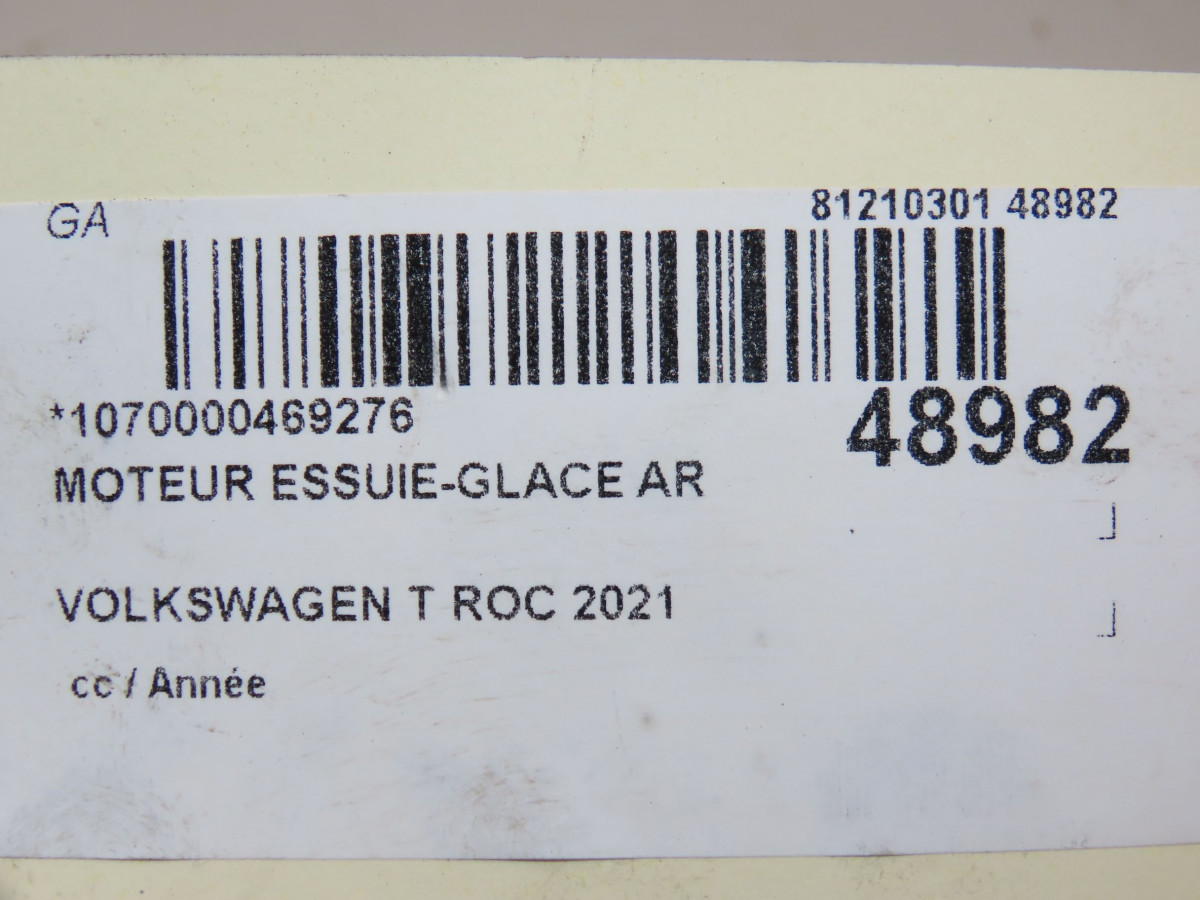 GA 81210301 48982
*1070000469276 48982
MOTEUR ESSUIE-GLACE AR
VOLKSWAGEN T ROC 2021
cc / Année